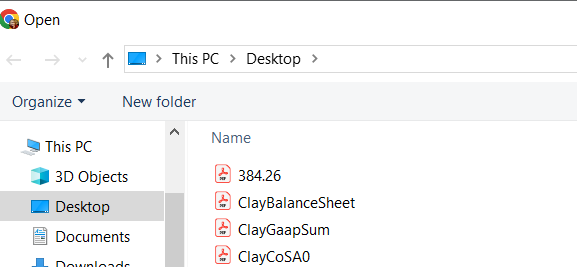 Open
This PC
Desktop
Organize
New folder
This PC
3D Objects
Desktop
Documents
Downloads
Name
384.26
ClayBalanceSheet
ClayGaapSum
ClayCoSA0